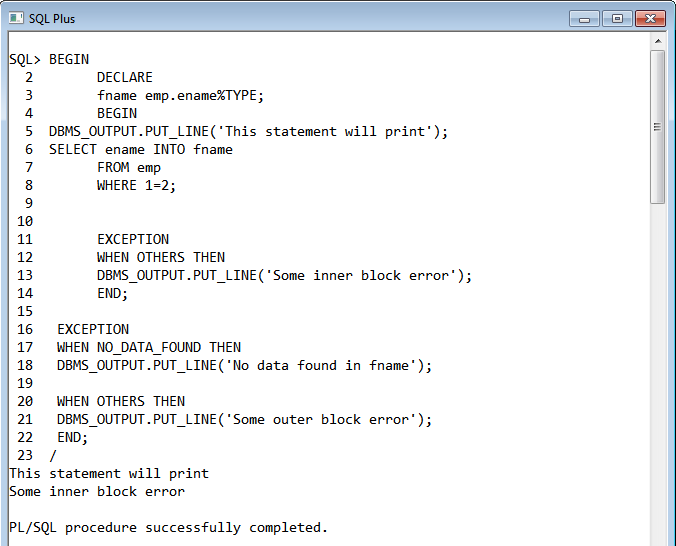 SQL Plus
SQL> BEGIN
2 DECLARE
3 fname emp.ename%TYPE;
4 BEGIN
5 DBMS_OUTPUT.PUT_LINE('This statement will print');
6 SELECT ename INTO fname
7 FROM emp
8 WHERE 1=2;
9
10
11 EXCEPTION
12 WHEN OTHERS THEN
13 DBMS_OUTPUT.PUT_LINE('Some inner block error');
14 END;
15
16 EXCEPTION
17 WHEN NO_DATA_FOUND THEN
18 DBMS_OUTPUT.PUT_LINE('No data found in fname');
19
20 WHEN OTHERS THEN
21 DBMS_OUTPUT.PUT_LINE('Some outer block error');
22 END;
23 /
This statement will print
Some inner block error
PL/SQL procedure successfully completed.